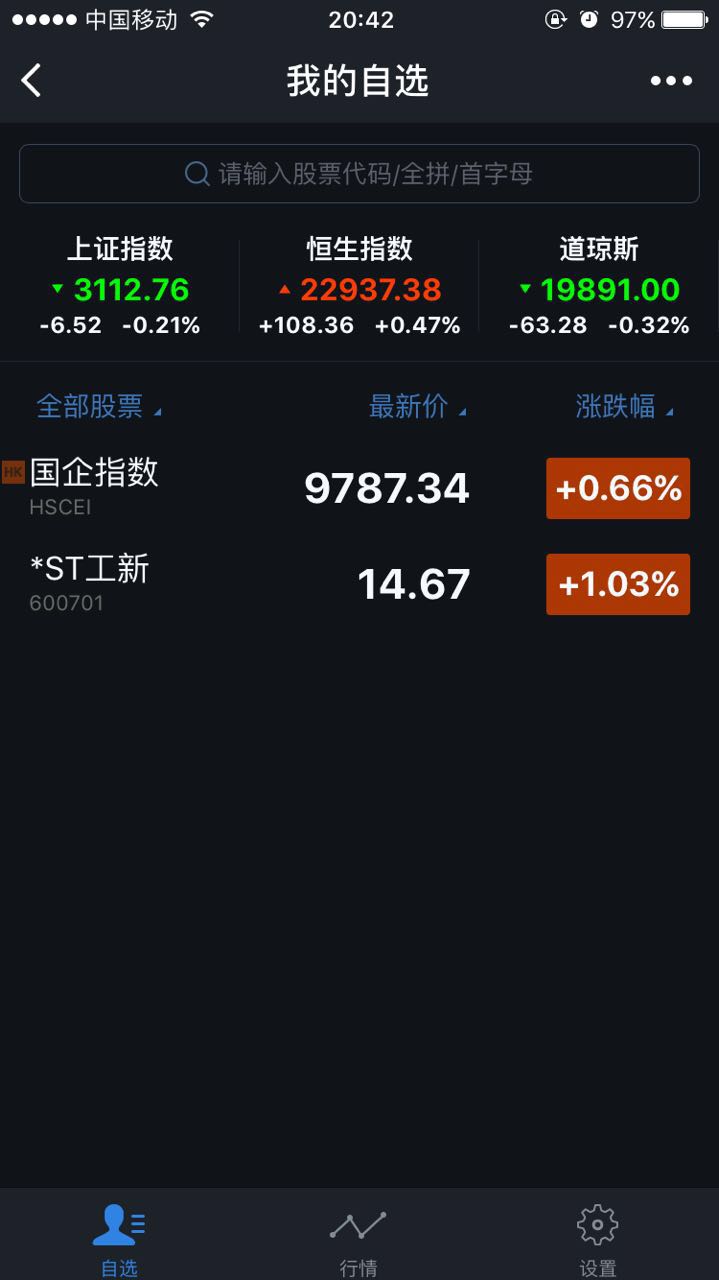 中国移动 20:42 97%
我的自选
请输入股票代码/全拼/首字母
上证指数 恒生指数 道琼斯
3112.76 22937.38 19891.00
-6.52 -0.21% +108.36 +0.47% -63.28 -0.32%
全部股票 最新价 涨跌幅
HK 国企指数 9787.34 +0.66%
HSCEI
*ST工新 14.67 +1.03%
600701
自选 行情 设置